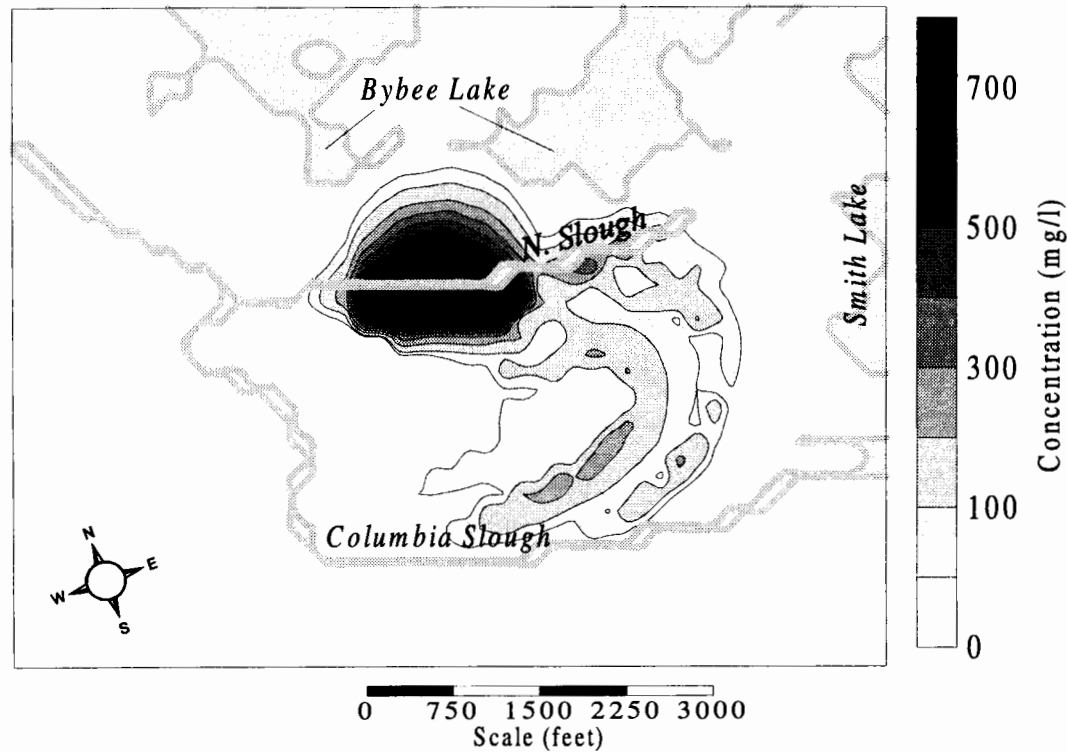 Bybee Lake
N. Slough
Smith Lake
Columbia Slough
N
E
W
S
700
500
300
100
0
Concentration (mg/l)
0 750 1500 2250 3000
Scale (feet)